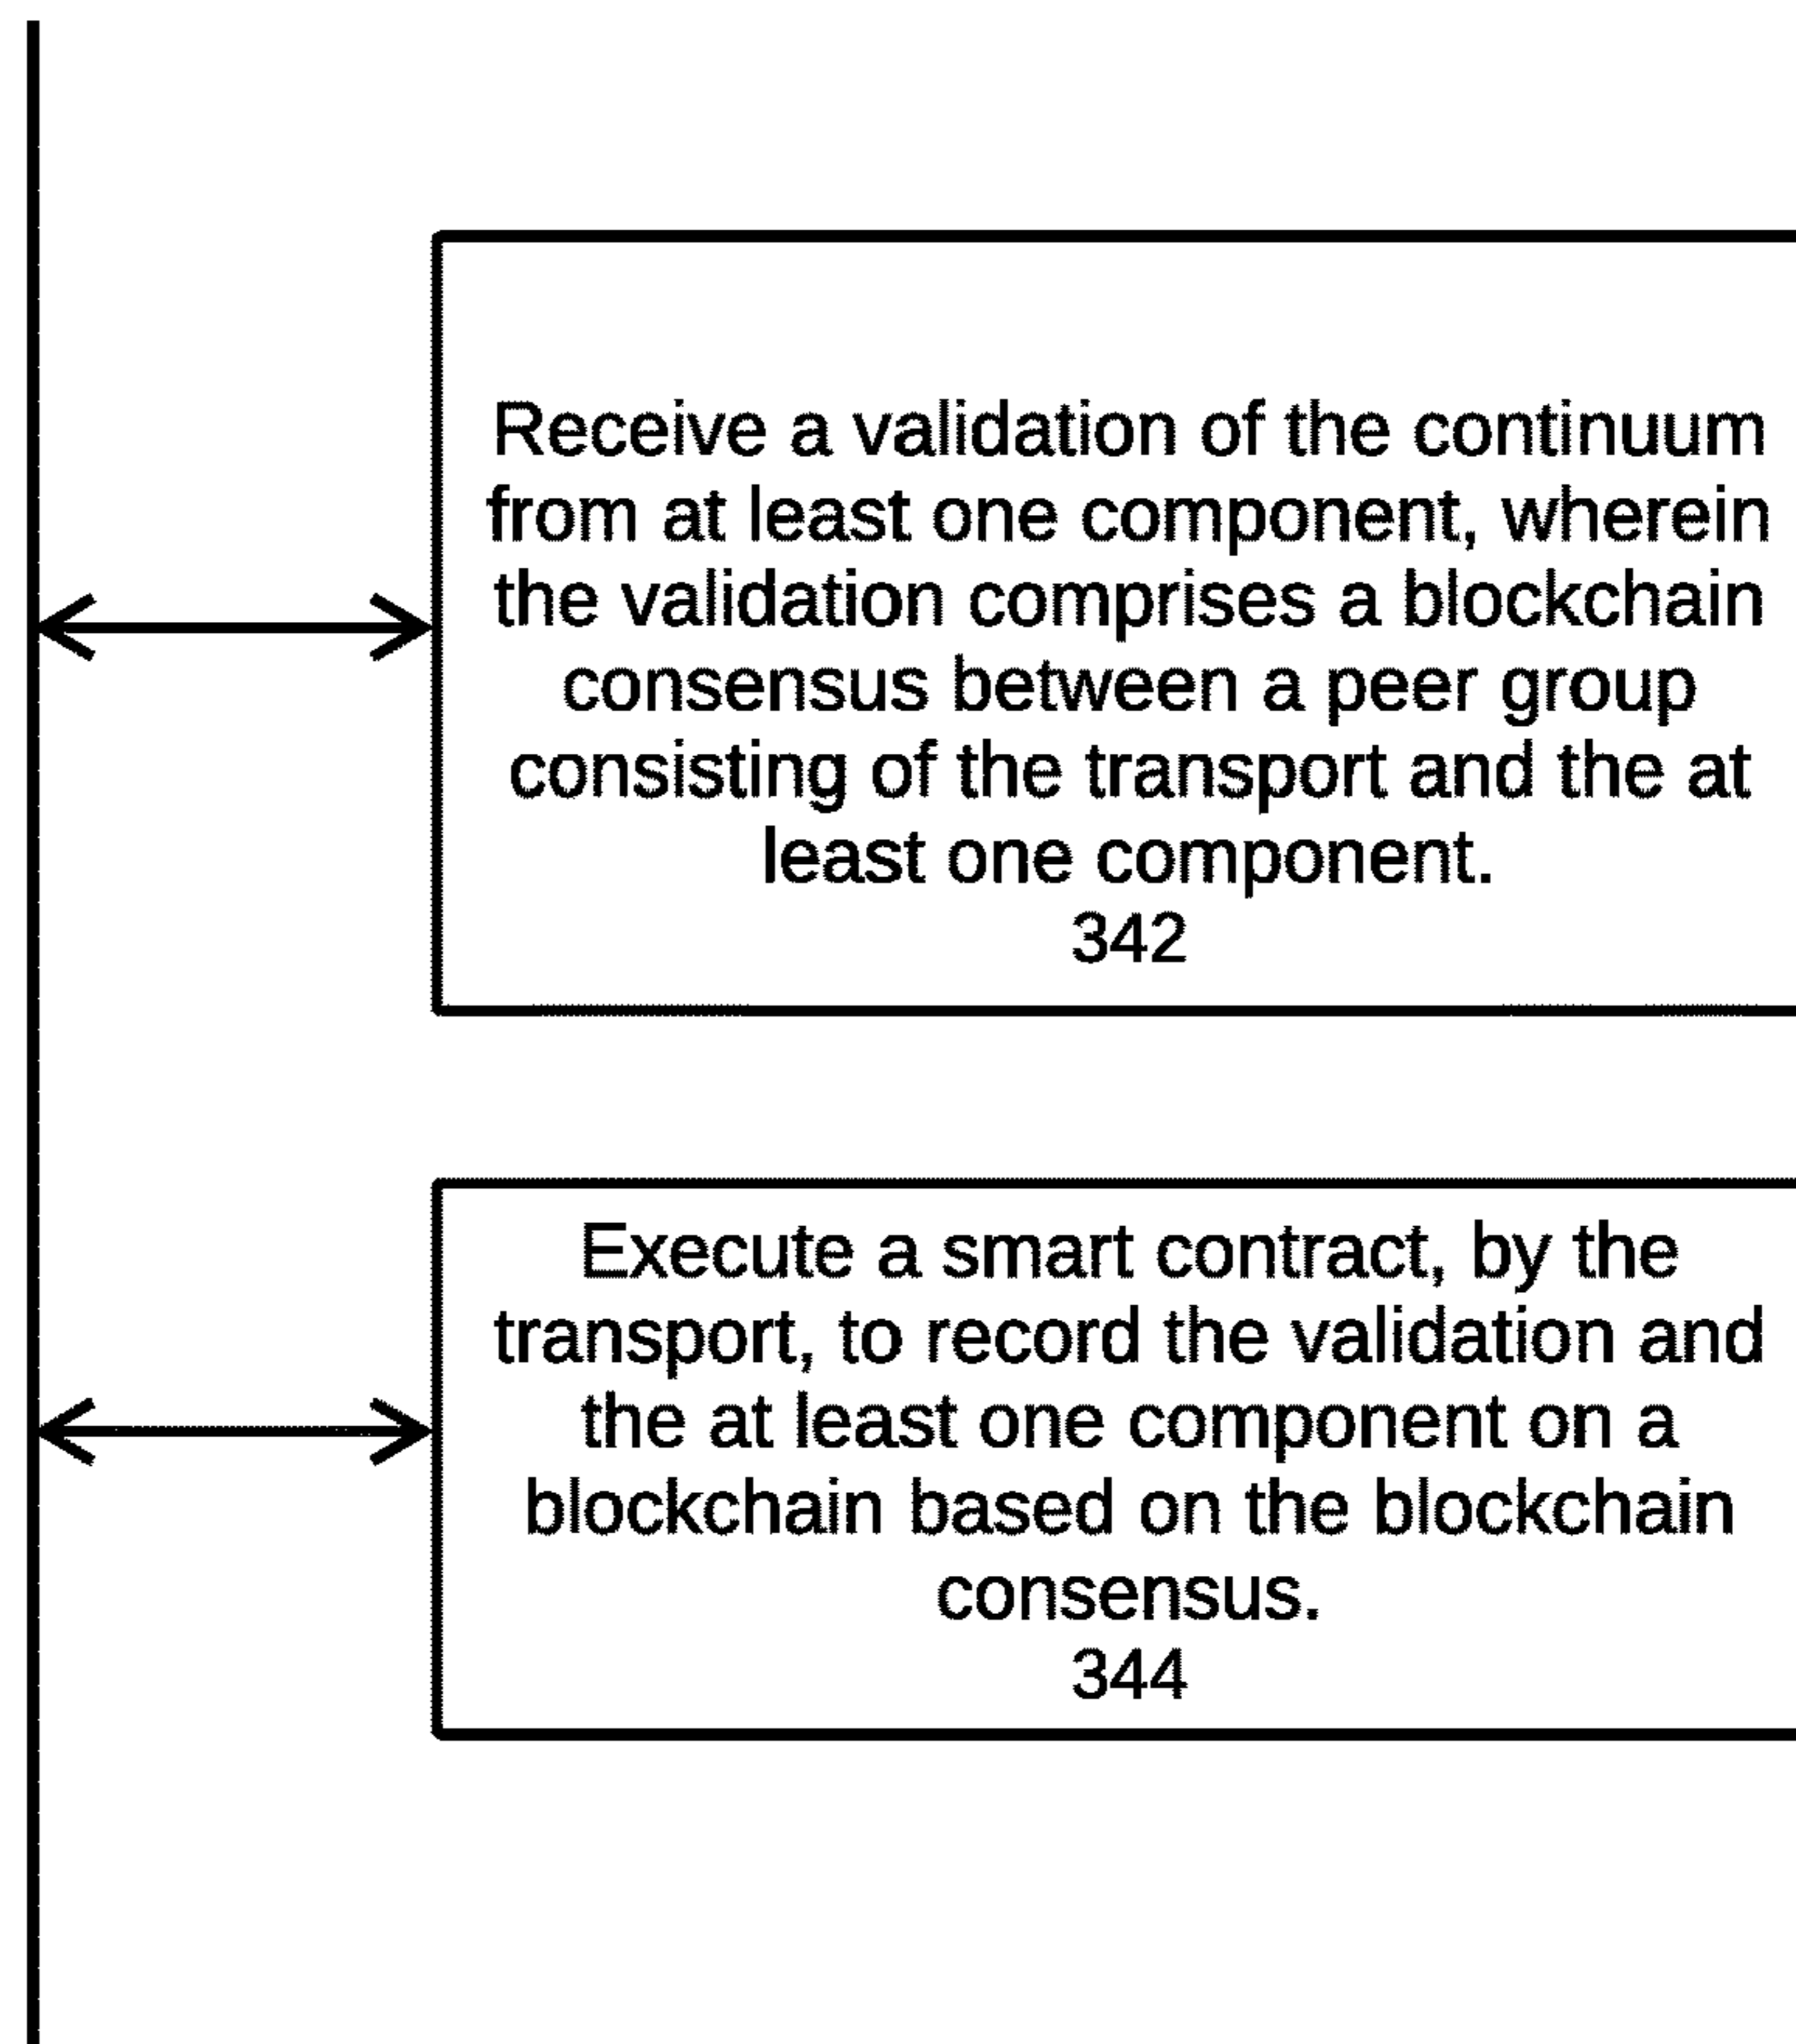 Receive a validation of the continuum
from at least one component, wherein
the validation comprises a blockchain
consensus between a peer group
consisting of the transport and the at
least one component.
342
Execute a smart contract, by the
transport, to record the validation and
the at least one component on a
blockchain based on the blockchain
consensus.
344